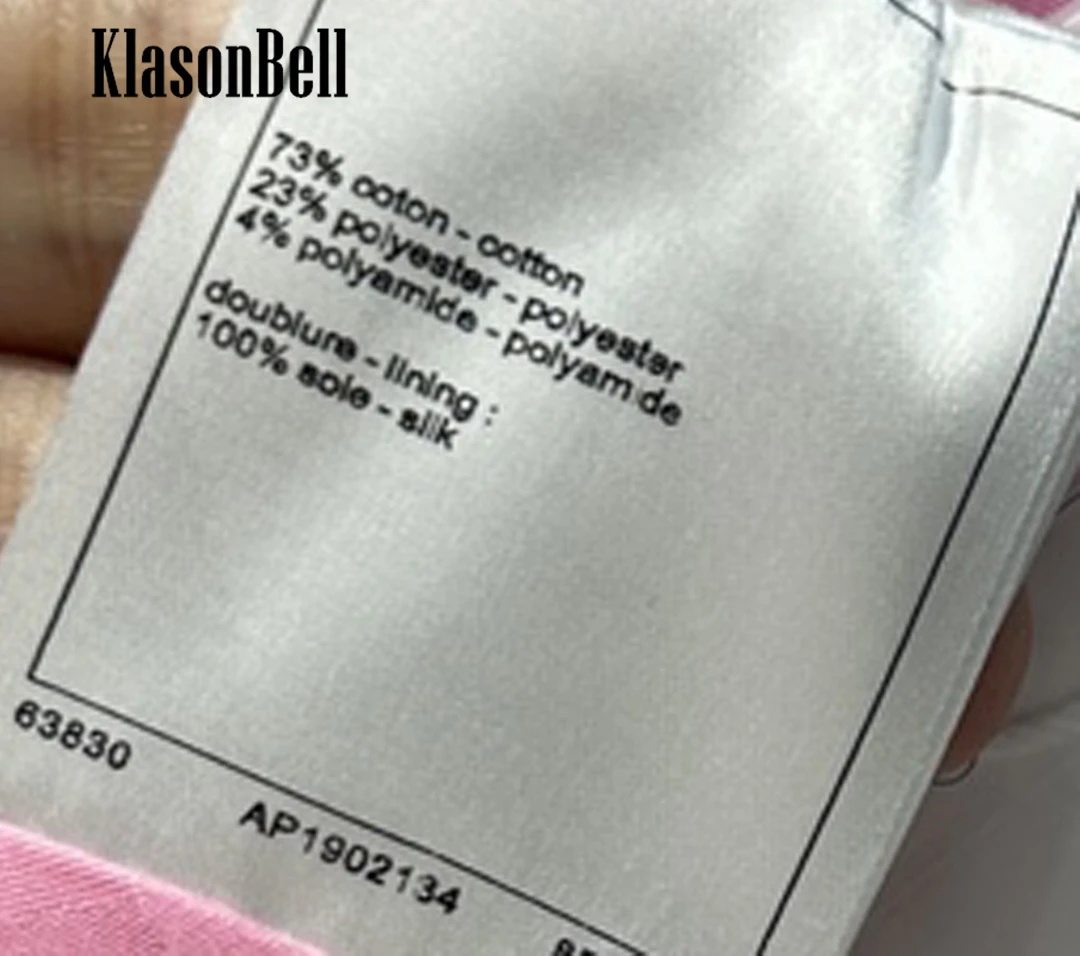 KlasonBell
73% coton - cotton
23% polyester - polyester
4% polyamide - polyamide
doublure - lining :
100% soie - silk
63830
AP1902134